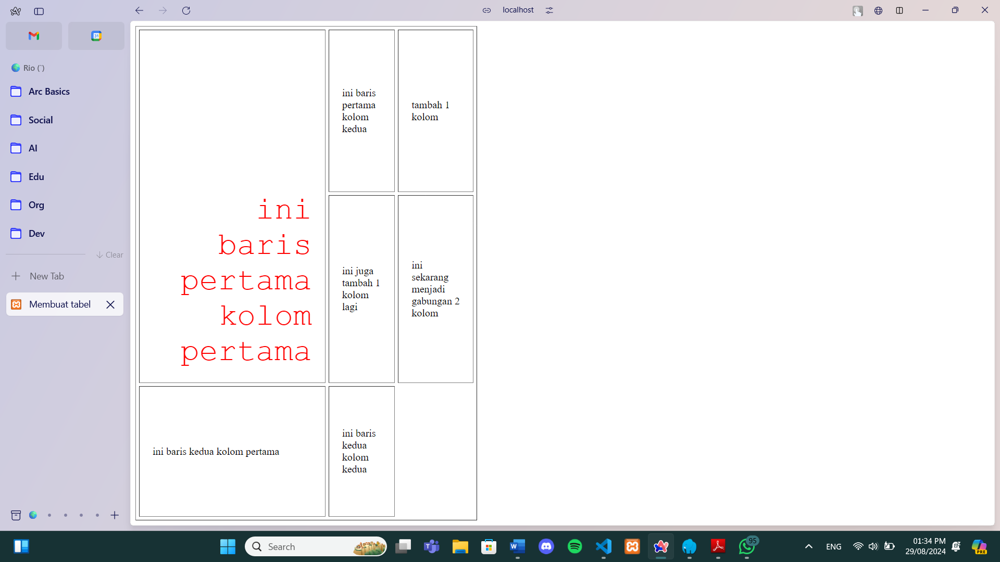 localhost
31
Rio (`)
Arc Basics
Social
AI
Edu
Org
Dev
Clear
New Tab
Membuat tabel
ini
baris
pertama
kolom
pertama
ini baris
pertama
kolom
kedua
tambah 1
kolom
ini juga
tambah 1
kolom
lagi
ini
sekarang
menjadi
gabungan 2
kolom
ini baris kedua kolom pertama
ini baris
kedua
kolom
kedua
Search
95
ENG
01:34 PM
29/08/2024
PRE